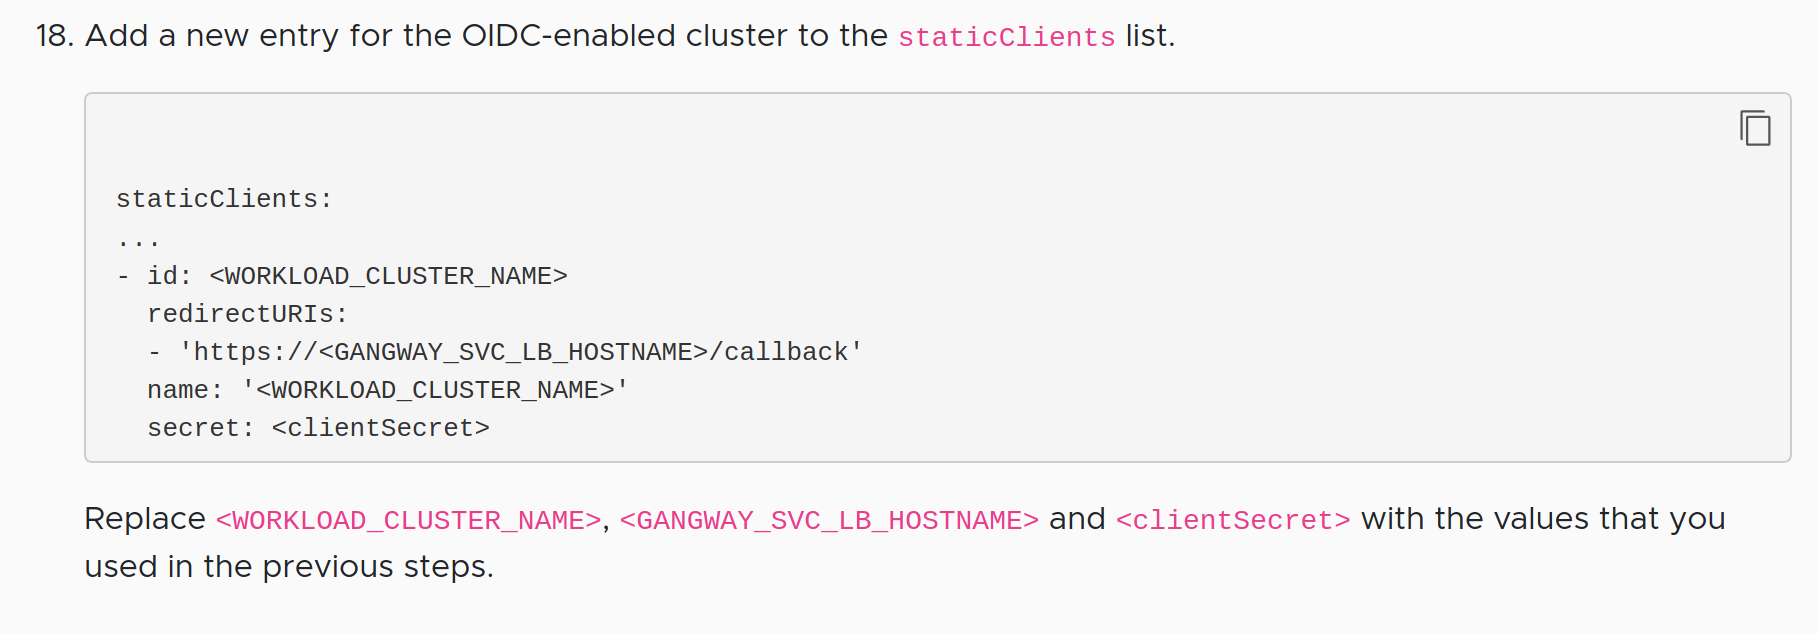 18. Add a new entry for the OIDC-enabled cluster to the staticClients list.
staticClients:
...
- id: <WORKLOAD_CLUSTER_NAME>
  redirectURIs:
  - 'https://<GANGWAY_SVC_LB_HOSTNAME>/callback'
  name: '<WORKLOAD_CLUSTER_NAME>'
  secret: <clientSecret>
Replace <WORKLOAD_CLUSTER_NAME>, <GANGWAY_SVC_LB_HOSTNAME> and <clientSecret> with the values that you
used in the previous steps.